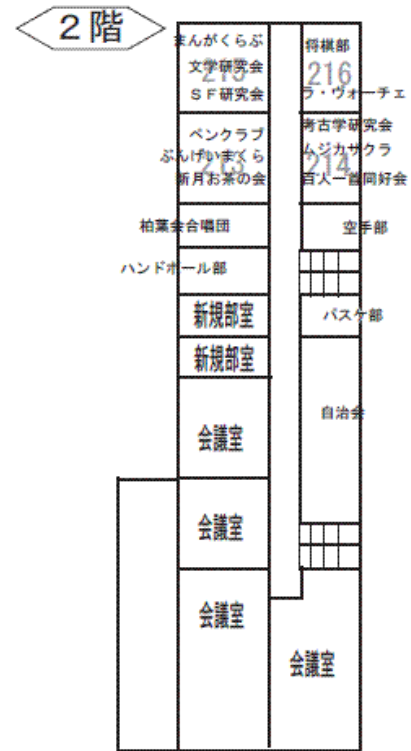 2階
まんがくらぶ
文学研究会
SF研究会
215
将棋部
216
ラ・ヴォーチェ
ペンクラブ
ぶんげいまくら
新月お茶の会
213
考古学研究会
ムジカサクラ
百人一首同好会
214
柏葉会合唱団
空手部
ハンドボール部
新規部室
バスケ部
新規部室
自治会
会議室
会議室
会議室
会議室